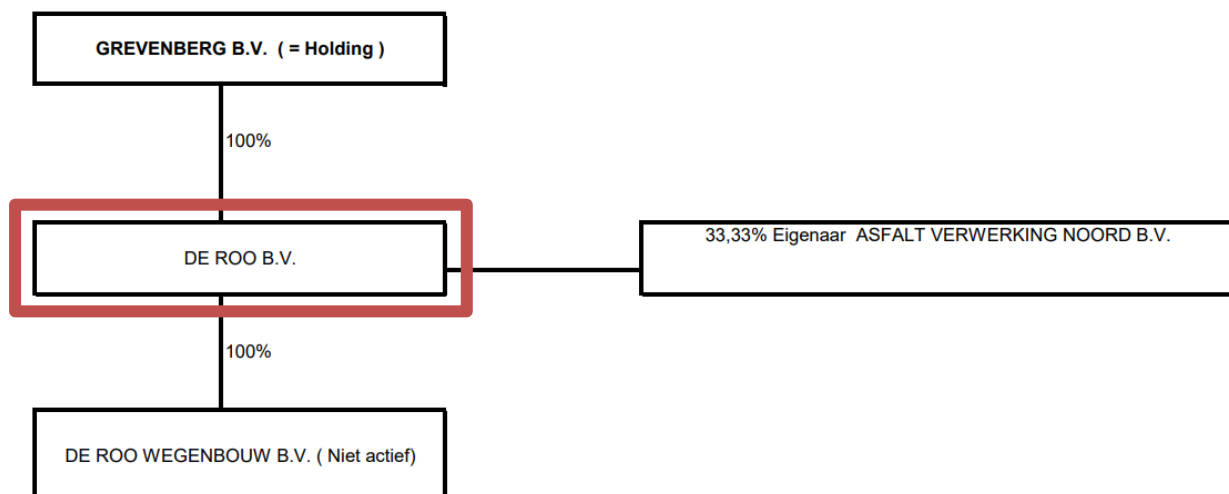 GREVENBERG B.V. ( = Holding )
100%
DE ROO B.V.
33,33% Eigenaar ASFALT VERWERKING NOORD B.V.
100%
DE ROO WEGENBOUW B.V. ( Niet actief)